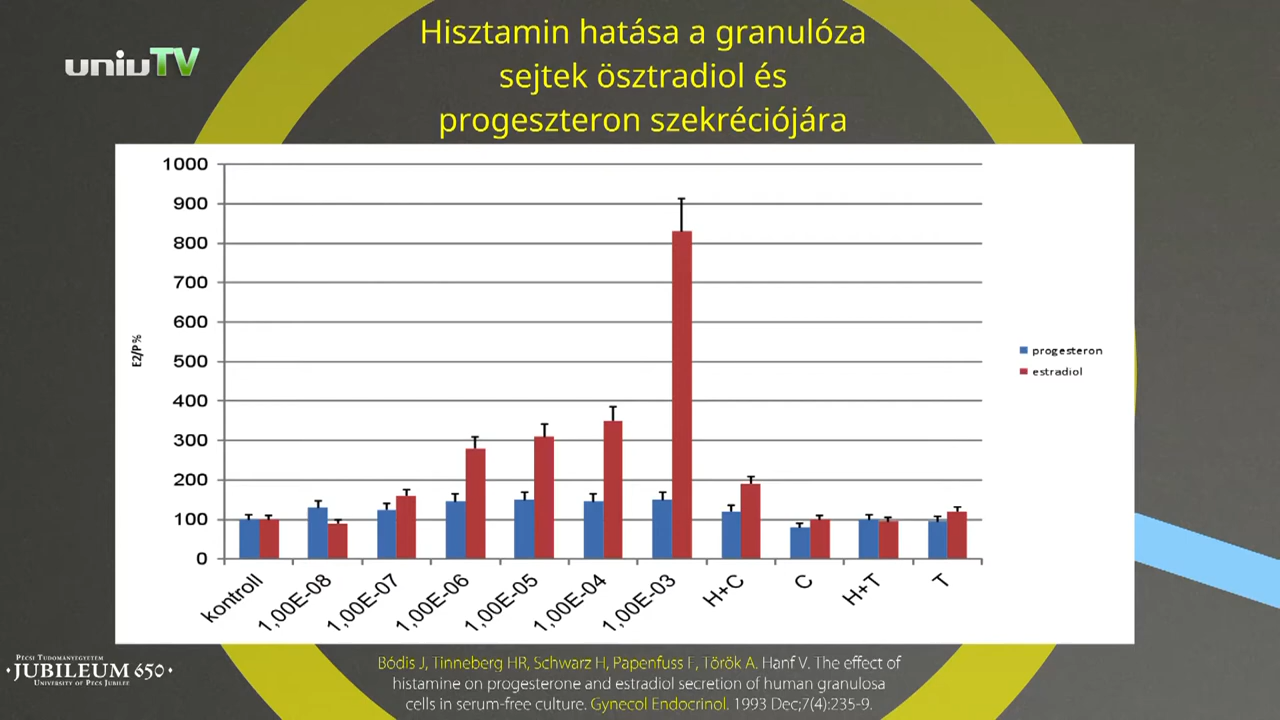 uniuTV
Hisztamin hatása a granulóza
sejtek ösztradiol és
progeszteron szekréciójára
1000
900
800
700
600
500
400
300
200
100
0
E2/P%
progesteron
estradiol
kontroll
1,00E-08
1,00E-07
1,00E-06
1,00E-05
1,00E-04
1,00E-03
H+C
C
H+T
T
PÉCSI TUDOMÁNYEGYETEM
·JUBILEUM 650·
UNIVERSITY OF PÉCS JUBILEE
Bódis J, Tinneberg HR, Schwarz H, Papenfuss F, Török A. Hanf V. The effect of
histamine on progesterone and estradiol secretion of human granulosa
cells in serum-free culture. Gynecol Endocrinol. 1993 Dec;7(4):235-9.